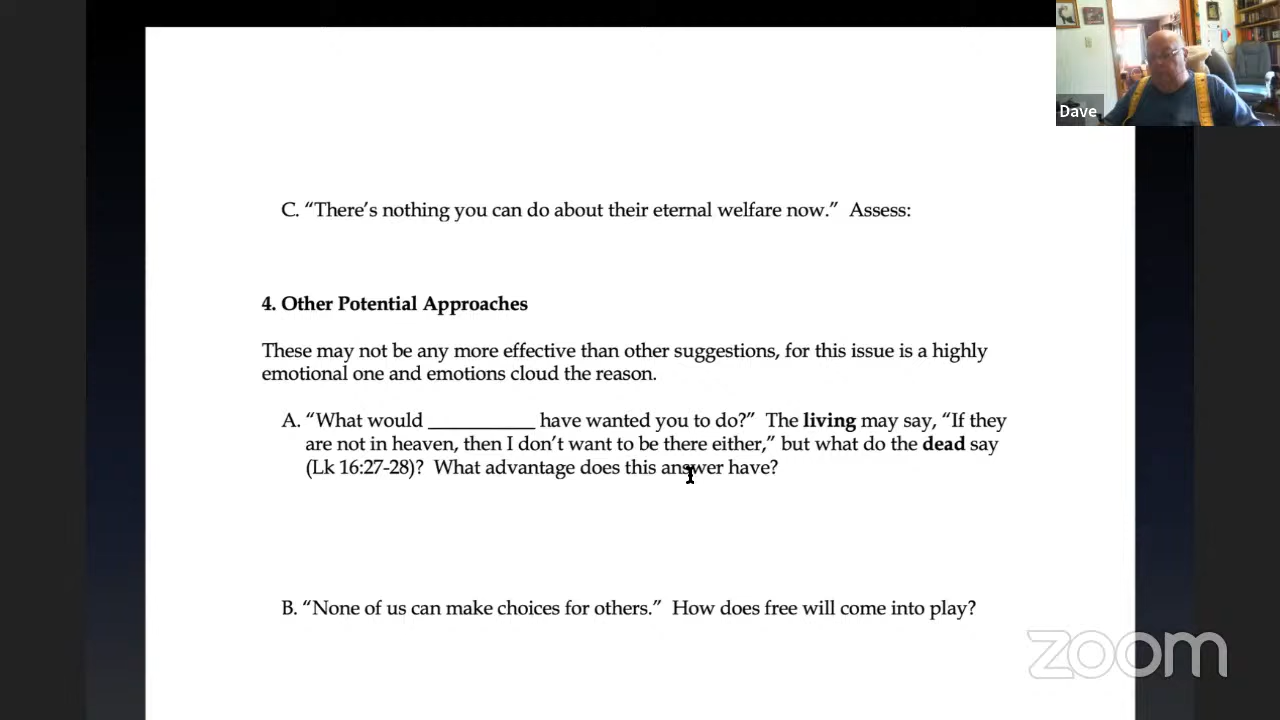 Dave
C. “There’s nothing you can do about their eternal welfare now.”  Assess:
4. Other Potential Approaches
These may not be any more effective than other suggestions, for this issue is a highly
emotional one and emotions cloud the reason.
A. “What would ___________ have wanted you to do?”  The living may say, “If they
are not in heaven, then I don’t want to be there either,” but what do the dead say
(Lk 16:27-28)?  What advantage does this answer have?
B. “None of us can make choices for others.”  How does free will come into play?
zoom